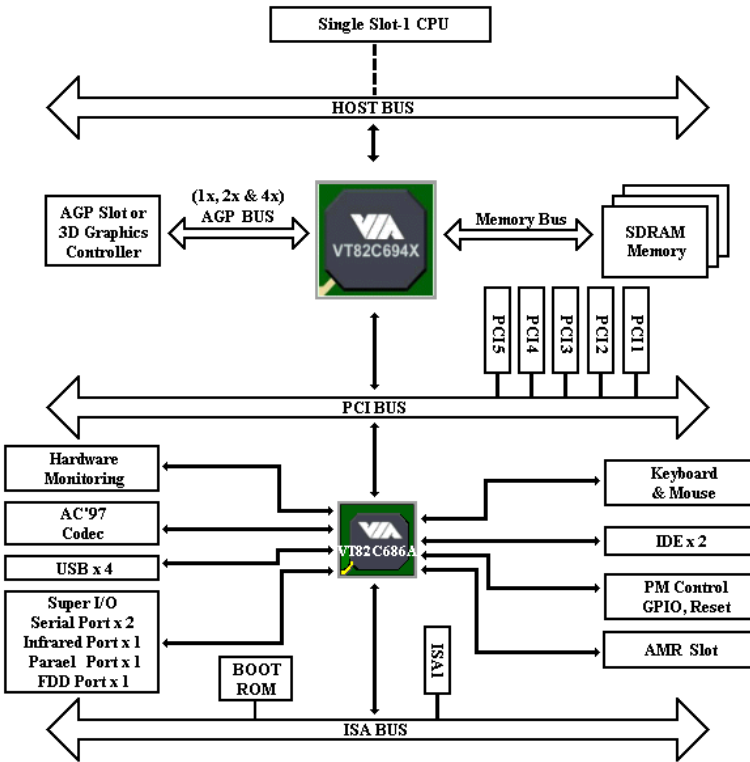 Single Slot-1 CPU
HOST BUS
AGP Slot or
3D Graphics
Controller
(1x, 2x & 4x)
AGP BUS
VIA
VT82C694X
Memory Bus
SDRAM
Memory
PCI5
PCI4
PCI3
PCI2
PCI1
PCI BUS
Hardware
Monitoring
AC'97
Codec
USB x 4
Super I/O
Serial Port x 2
Infrared Port x 1
Parael Port x 1
FDD Port x 1
VIA
VT82C686A
Keyboard
& Mouse
IDE x 2
PM Control
GPIO, Reset
AMR Slot
BOOT
ROM
ISA1
ISA BUS